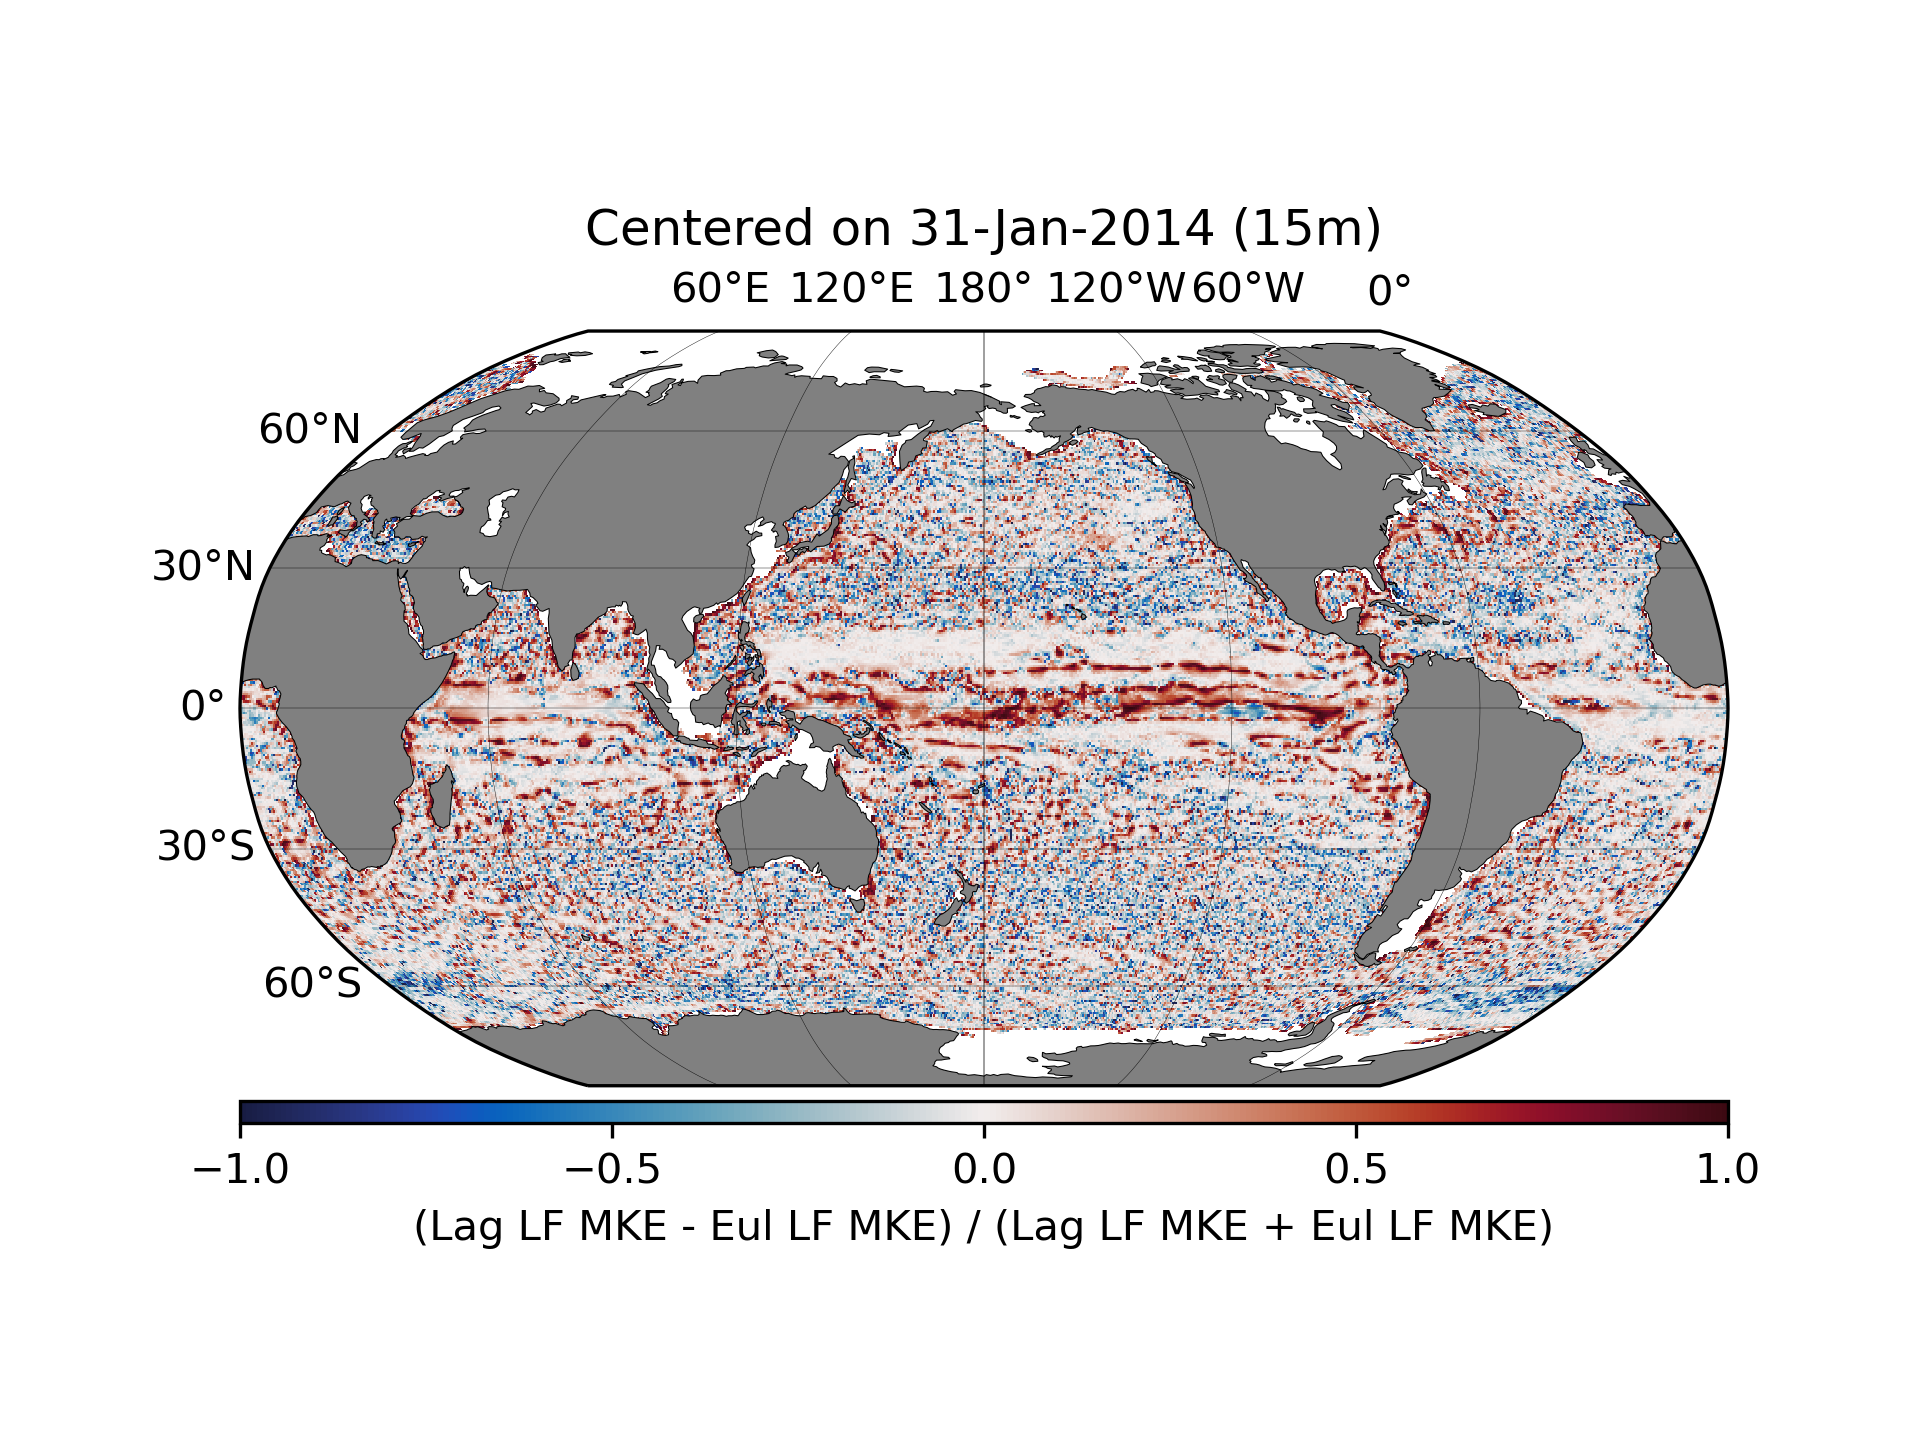 Centered on 31-Jan-2014 (15m)
60°E 120°E 180° 120°W 60°W 0°
60°N
30°N
0°
30°S
60°S
−1.0 −0.5 0.0 0.5 1.0
(Lag LF MKE - Eul LF MKE) / (Lag LF MKE + Eul LF MKE)